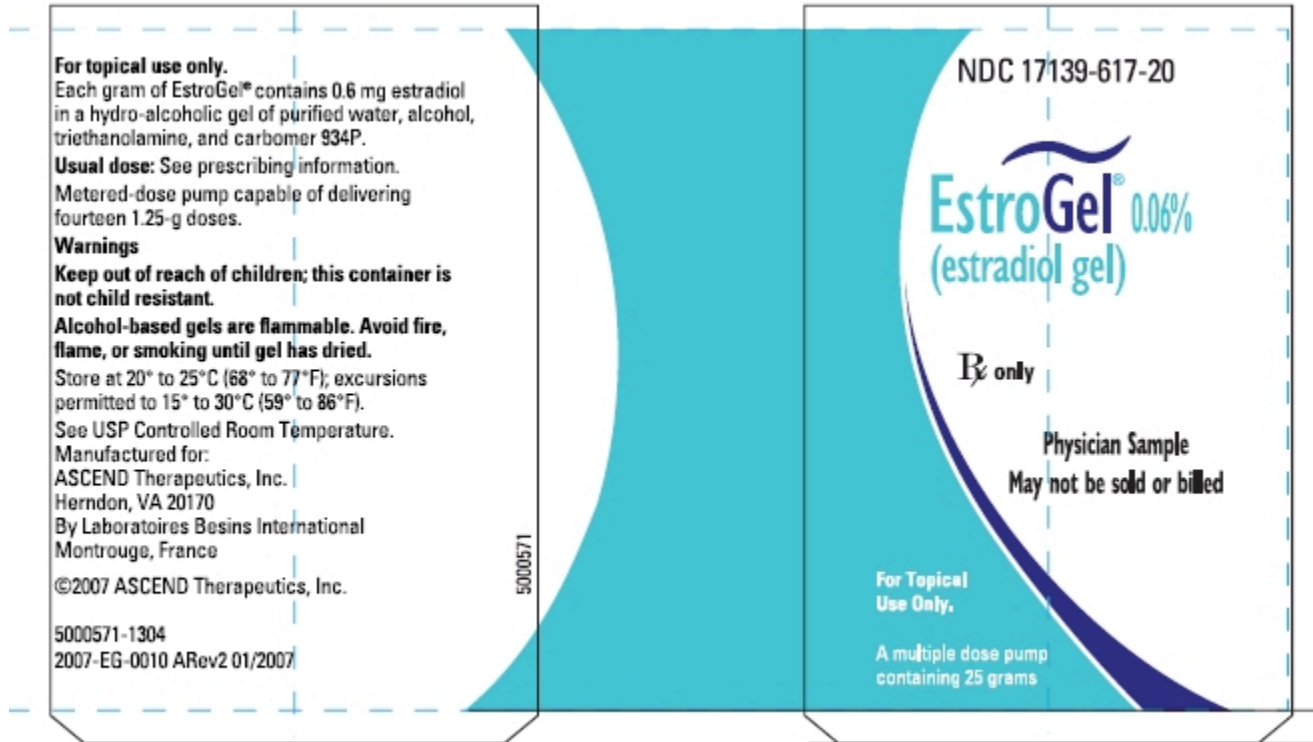 For topical use only.
Each gram of EstroGel® contains 0.6 mg estradiol
in a hydro-alcoholic gel of purified water, alcohol,
triethanolamine, and carbomer 934P.
Usual dose: See prescribing information.
Metered-dose pump capable of delivering
fourteen 1.25-g doses.
Warnings
Keep out of reach of children; this container is
not child resistant.
Alcohol-based gels are flammable. Avoid fire,
flame, or smoking until gel has dried.
Store at 20° to 25°C (68° to 77°F); excursions
permitted to 15° to 30°C (59° to 86°F).
See USP Controlled Room Temperature.
Manufactured for:
ASCEND Therapeutics, Inc.
Herndon, VA 20170
By Laboratoires Besins International
Montrouge, France
©2007 ASCEND Therapeutics, Inc.
5000571-1304
2007-EG-0010 ARev2 01/2007
5000571
NDC 17139-617-20
EstroGel® 0.06%
(estradiol gel)
℞ only
Physician Sample
May not be sold or billed
For Topical
Use Only.
A multiple dose pump
containing 25 grams